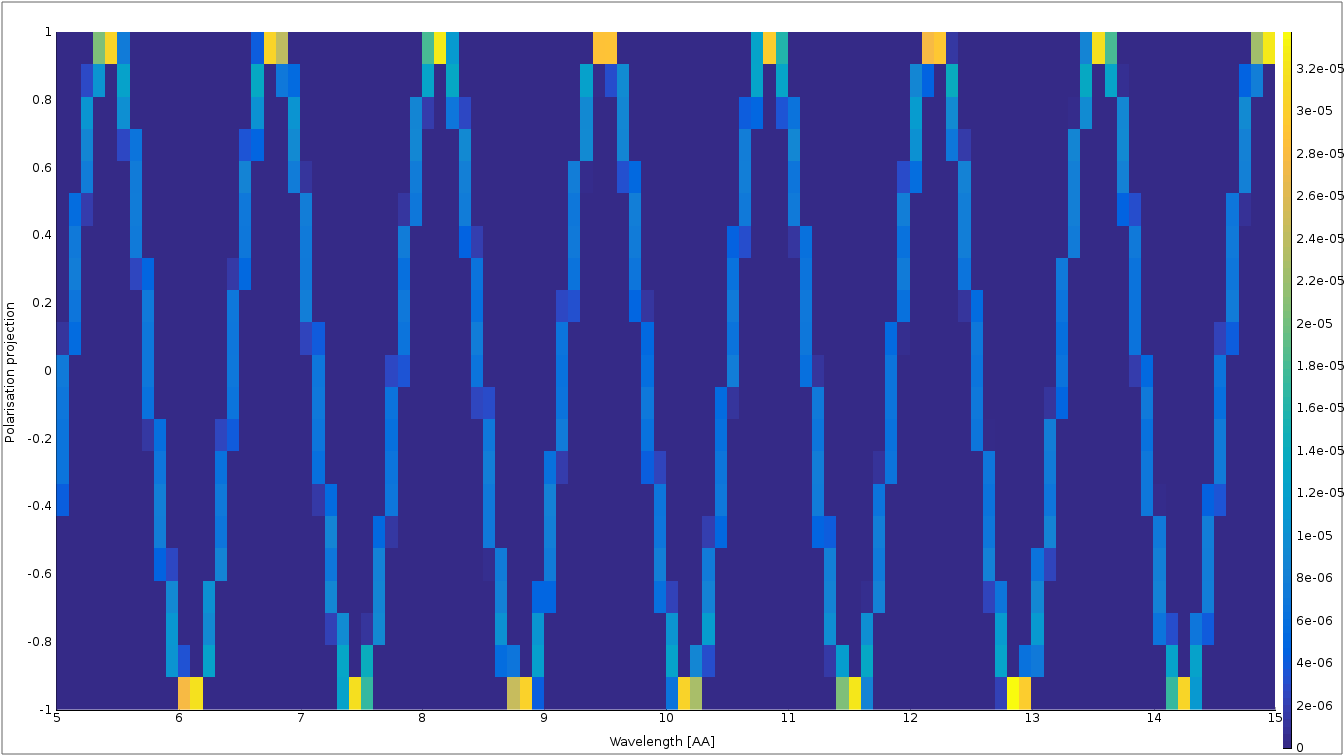 1
0.8
0.6
0.4
0.2
0
-0.2
-0.4
-0.6
-0.8
-1
Polarisation projection
5 6 7 8 9 10 11 12 13 14 15
Wavelength [AA]
3.2e-05
3e-05
2.8e-05
2.6e-05
2.4e-05
2.2e-05
2e-05
1.8e-05
1.6e-05
1.4e-05
1.2e-05
1e-05
8e-06
6e-06
4e-06
2e-06
0